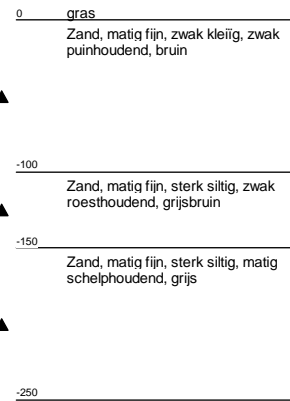 0 gras
Zand, matig fijn, zwak kleiïg, zwak
puinhoudend, bruin
-100
Zand, matig fijn, sterk siltig, zwak
roesthoudend, grijsbruin
-150
Zand, matig fijn, sterk siltig, matig
schelphoudend, grijs
-250